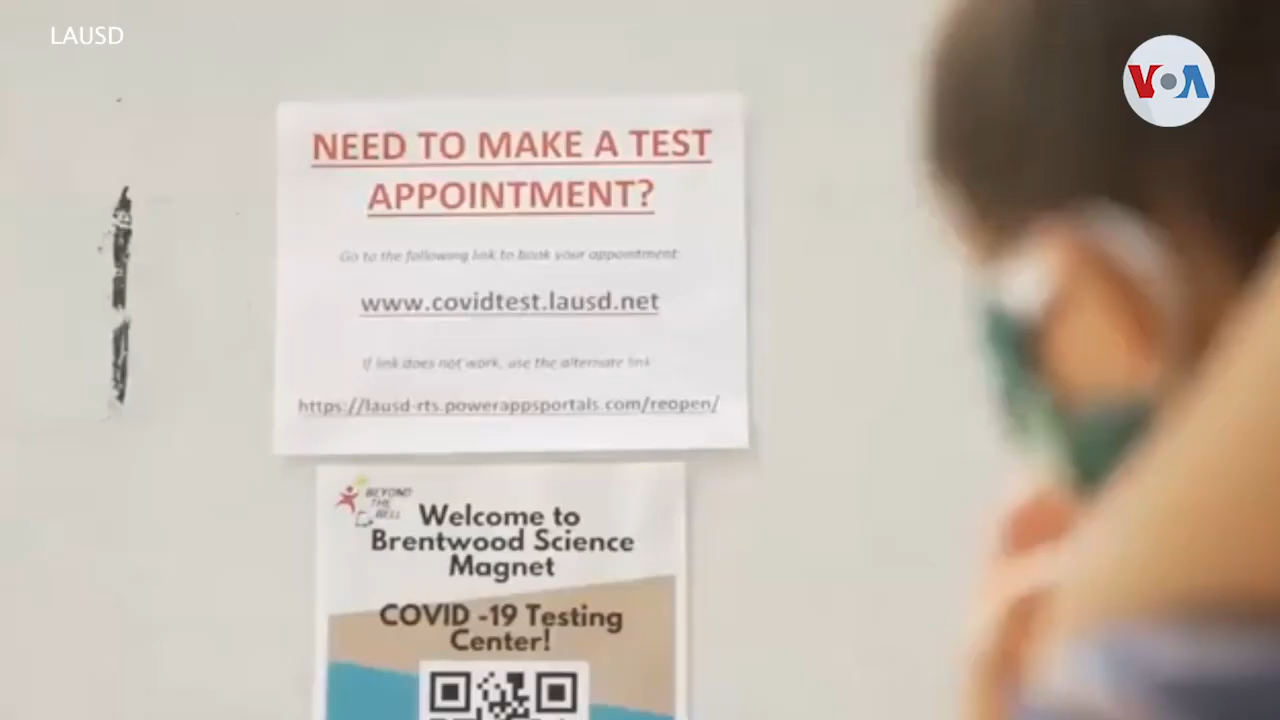 LAUSD
VOA
NEED TO MAKE A TEST
APPOINTMENT?
Go to the following link to book your appointment:
www.covidtest.lausd.net
If link does not work, use the alternate link
https://lausd-rts.powerappsportals.com/reopen/
BEYOND
THE
BELL
Welcome to
Brentwood Science
Magnet
COVID -19 Testing
Center!